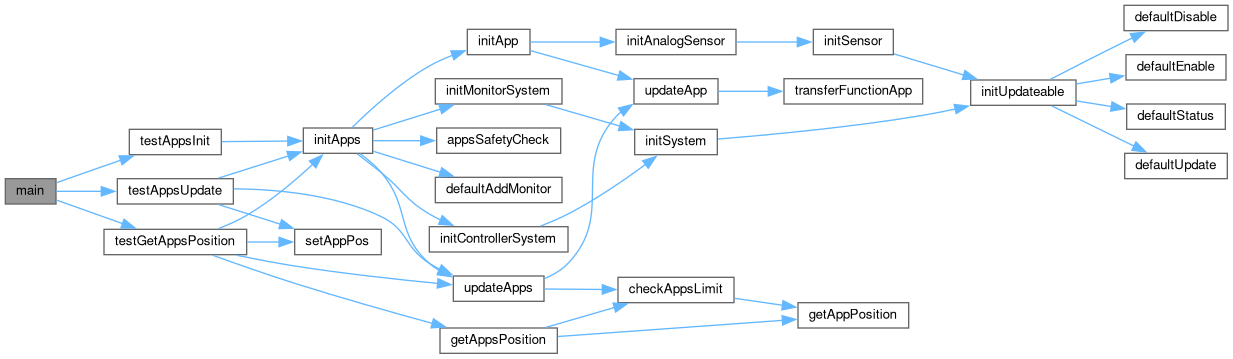 main
testAppsInit
testAppsUpdate
testGetAppsPosition
initApps
setAppPos
initApp
initMonitorSystem
appsSafetyCheck
defaultAddMonitor
initControllerSystem
updateApps
getAppsPosition
initAnalogSensor
updateApp
initSystem
checkAppsLimit
initSensor
transferFunctionApp
getAppPosition
initUpdateable
defaultDisable
defaultEnable
defaultStatus
defaultUpdate